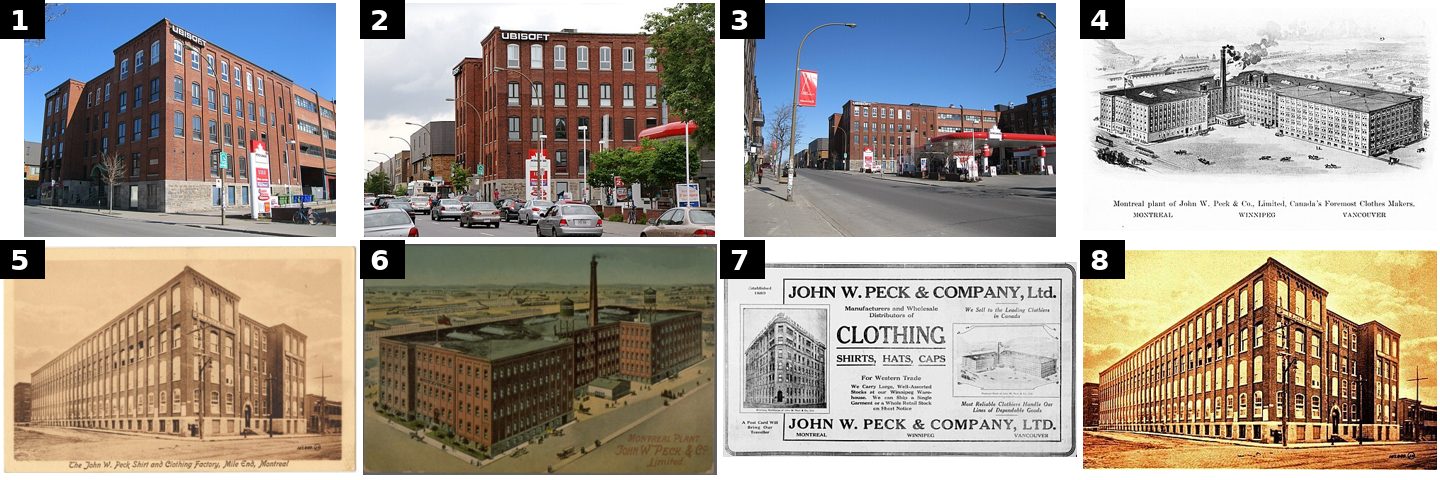 1
UBISOFT
2
UBISOFT
3
4
Montreal plant of John W. Peck & Co., Limited, Canada's Foremost Clothes Makers.
MONTREAL WINNIPEG VANCOUVER
5
The John W. Peck Shirt and Clothing Factory, Mile End, Montreal
6
MONTREAL PLANT,
JOHN W. PECK & CO.
Limited.
7
Established
JOHN W. PECK & COMPANY, Ltd.
Manufacturers and Wholesale
Distributors of
CLOTHING
SHIRTS, HATS, CAPS
For Western Trade
We Carry Large, Well-Assorted
Stocks at our Winnipeg Ware-
house. We can Ship a Single
Garment or a Whole Retail Stock
on Short Notice
We Sell to the Leading Clothiers
in Canada
Most Reliable Clothiers Handle Our
Lines of Dependable Goods
A Post Card Will
Bring Our
Traveller
JOHN W. PECK & COMPANY, LTD.
MONTREAL WINNIPEG VANCOUVER
8